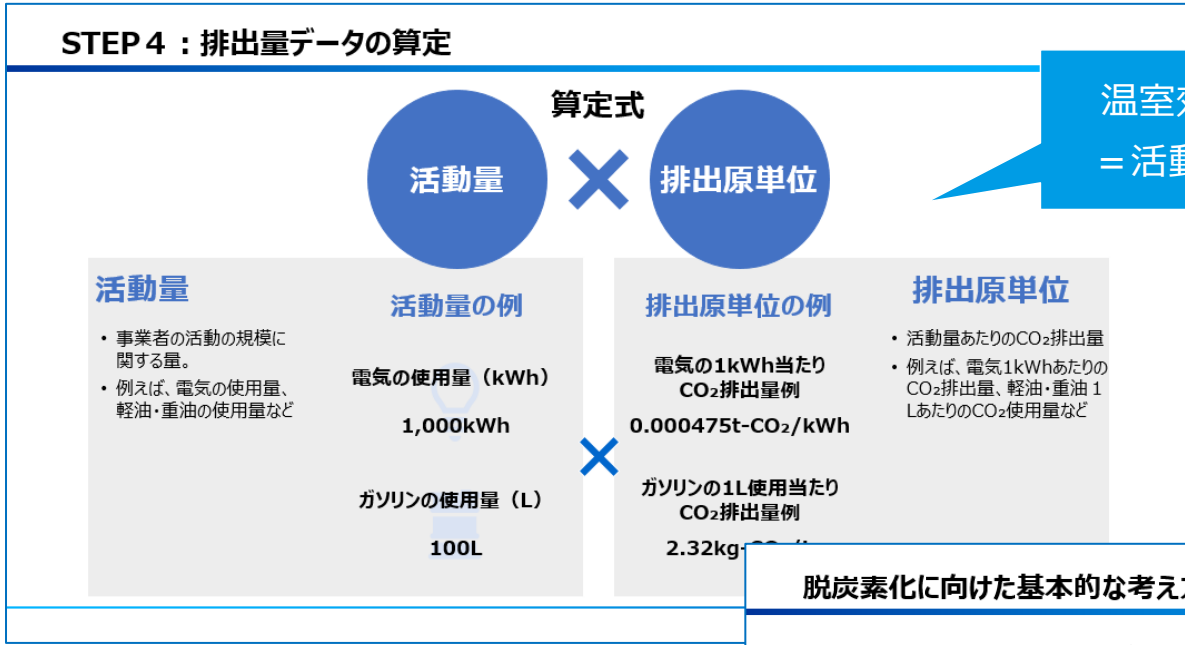 STEP４：排出量データの算定
算定式
温室
＝活動
活動量
×
排出原単位
活動量
・事業者の活動の規模に
関する量。
・例えば、電気の使用量、
軽油・重油の使用量など
活動量の例
電気の使用量（kWh）
1,000kWh
ガソリンの使用量（L）
100L
×
排出原単位の例
電気の1kWh当たり
CO₂排出量例
0.000475t-CO₂/kWh
ガソリンの1L使用当たり
CO₂排出量例
2.32kg-
排出原単位
・活動量あたりのCO₂排出量
・例えば、電気1kWhあたりの
CO₂排出量、軽油・重油１
LあたりのCO₂使用量など
脱炭素化に向けた基本的な考え